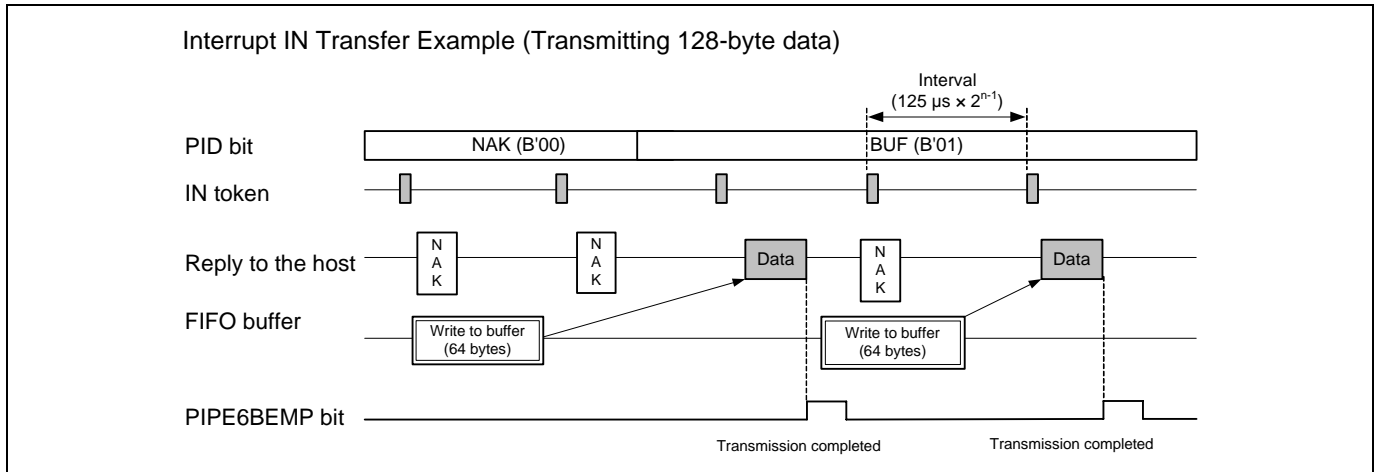 Interrupt IN Transfer Example (Transmitting 128-byte data)
Interval
(125 µs × 2^{n-1})
PID bit
NAK (B'00)
BUF (B'01)
IN token
Reply to the host
N
A
K
N
A
K
Data
N
A
K
Data
FIFO buffer
Write to buffer
(64 bytes)
Write to buffer
(64 bytes)
PIPE6BEMP bit
Transmission completed
Transmission completed